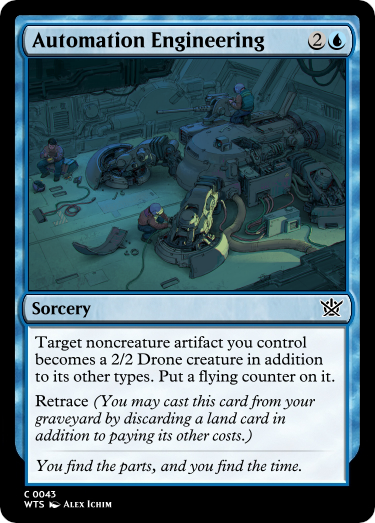 Automation Engineering 2
Sorcery
Target noncreature artifact you control
becomes a 2/2 Drone creature in addition
to its other types. Put a flying counter on it.
Retrace (You may cast this card from your
graveyard by discarding a land card in
addition to paying its other costs.)
You find the parts, and you find the time.
C 0043
WTS ALEX ICHIM